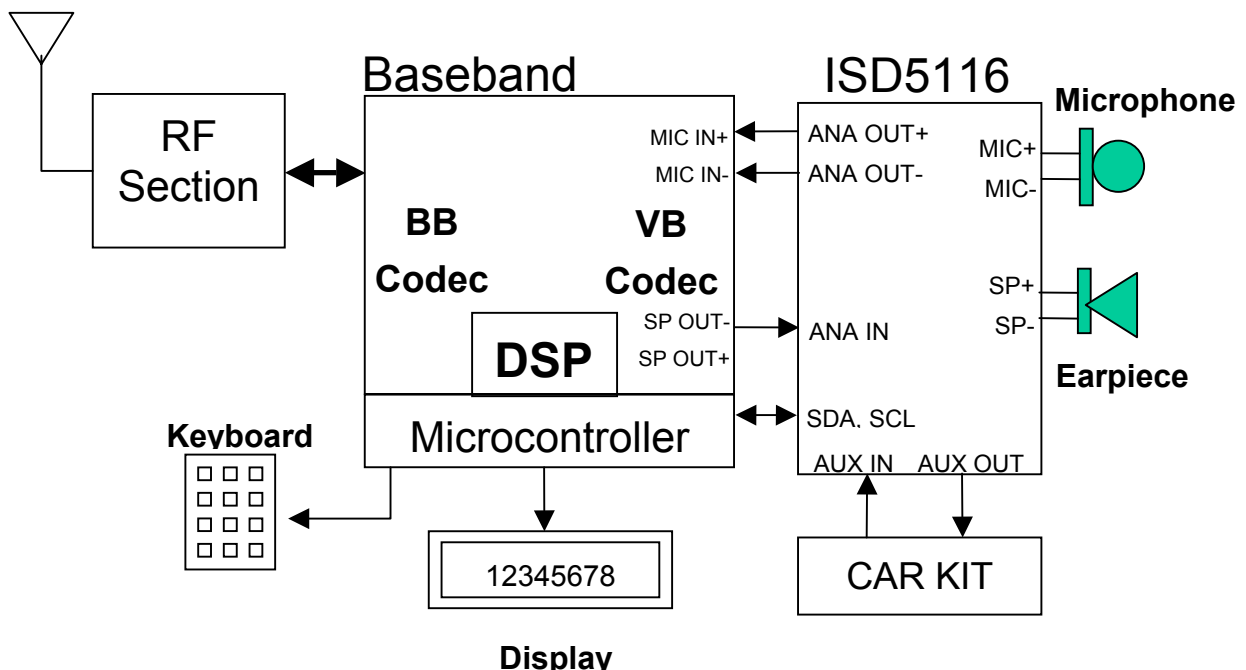 Baseband
ISD5116
Microphone
RF
Section
MIC IN+
MIC IN-
ANA OUT+
ANA OUT-
MIC+
MIC-
BB
Codec
VB
Codec
SP OUT-
SP OUT+
DSP
ANA IN
SP+
SP-
Earpiece
Microcontroller
SDA, SCL
AUX IN AUX OUT
Keyboard
12345678
CAR KIT
Display